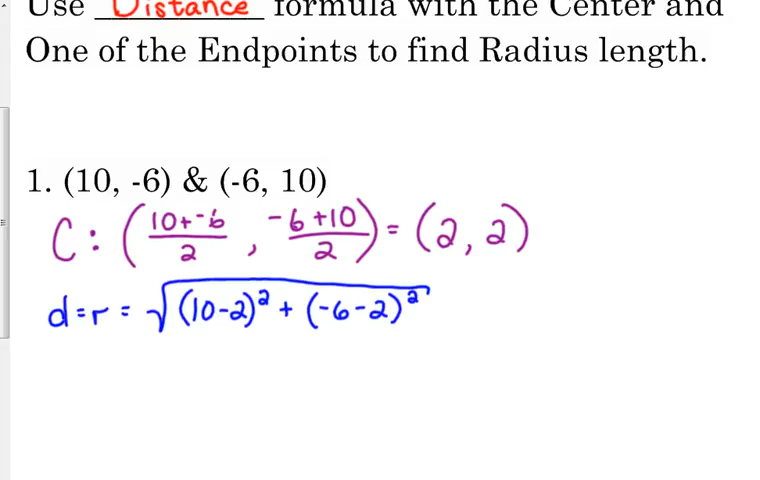 Use Distance formula with the Center and
One of the Endpoints to find Radius length.
1. (10, -6) & (-6, 10)
C: (10+-6/2, -6+10/2) = (2, 2)
d=r= √(10-2)² + (-6-2)²